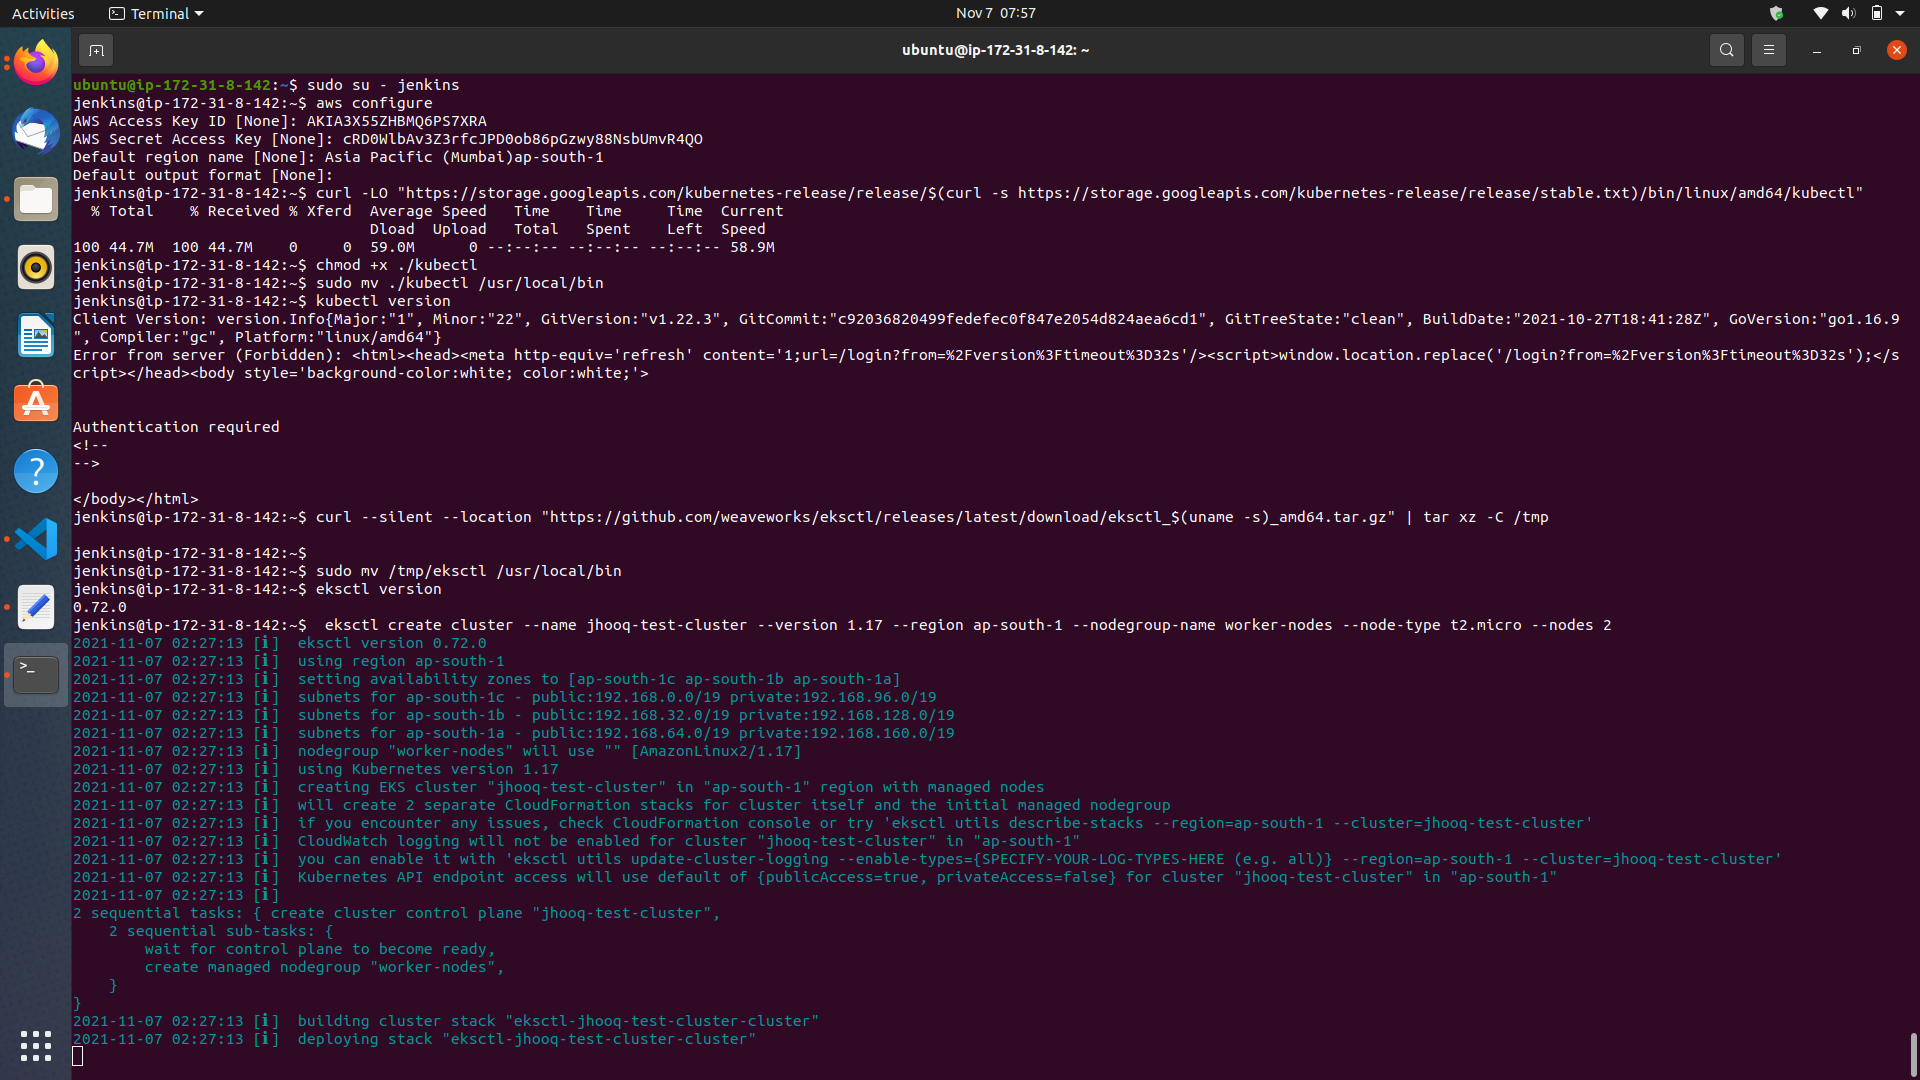 Activities
Terminal
Nov 7 07:57
ubuntu@ip-172-31-8-142: ~
ubuntu@ip-172-31-8-142:~$ sudo su - jenkins
jenkins@ip-172-31-8-142:~$ aws configure
AWS Access Key ID [None]: AKIA3X55ZHBMQ6PS7XRA
AWS Secret Access Key [None]: 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
Default region name [None]: Asia Pacific (Mumbai)ap-south-1
Default output format [None]:
jenkins@ip-172-31-8-142:~$ curl -LO "https://storage.googleapis.com/kubernetes-release/release/$(curl -s https://storage.googleapis.com/kubernetes-release/release/stable.txt)/bin/linux/amd64/kubectl"
  % Total    % Received % Xferd  Average Speed   Time    Time     Time  Current
                                 Dload  Upload   Total   Spent    Left  Speed
100 44.7M  100 44.7M    0     0  59.0M      0 --:--:-- --:--:-- --:--:-- 58.9M
jenkins@ip-172-31-8-142:~$ chmod +x ./kubectl
jenkins@ip-172-31-8-142:~$ sudo mv ./kubectl /usr/local/bin
jenkins@ip-172-31-8-142:~$ kubectl version
Client Version: version.Info{Major:"1", Minor:"22", GitVersion:"v1.22.3", GitCommit:"c92036820499fedefec0f847e2054d824aea6cd1", GitTreeState:"clean", BuildDate:"2021-10-27T18:41:28Z", GoVersion:"go1.16.9
", Compiler:"gc", Platform:"linux/amd64"}
Error from server (Forbidden): <html><head><meta http-equiv='refresh' content='1;url=/login?from=%2Fversion%3Ftimeout%3D32s'/><script>window.location.replace('/login?from=%2Fversion%3Ftimeout%3D32s');</s
cript></head><body style='background-color:white; color:white;'>
Authentication required
<!--
-->
</body></html>
jenkins@ip-172-31-8-142:~$ curl --silent --location "https://github.com/weaveworks/eksctl/releases/latest/download/eksctl_$(uname -s)_amd64.tar.gz" | tar xz -C /tmp
jenkins@ip-172-31-8-142:~$
jenkins@ip-172-31-8-142:~$ sudo mv /tmp/eksctl /usr/local/bin
jenkins@ip-172-31-8-142:~$ eksctl version
0.72.0
jenkins@ip-172-31-8-142:~$  eksctl create cluster --name jhooq-test-cluster --version 1.17 --region ap-south-1 --nodegroup-name worker-nodes --node-type t2.micro --nodes 2
2021-11-07 02:27:13 [ℹ]  eksctl version 0.72.0
2021-11-07 02:27:13 [ℹ]  using region ap-south-1
2021-11-07 02:27:13 [ℹ]  setting availability zones to [ap-south-1c ap-south-1b ap-south-1a]
2021-11-07 02:27:13 [ℹ]  subnets for ap-south-1c - public:192.168.0.0/19 private:192.168.96.0/19
2021-11-07 02:27:13 [ℹ]  subnets for ap-south-1b - public:192.168.32.0/19 private:192.168.128.0/19
2021-11-07 02:27:13 [ℹ]  subnets for ap-south-1a - public:192.168.64.0/19 private:192.168.160.0/19
2021-11-07 02:27:13 [ℹ]  nodegroup "worker-nodes" will use "" [AmazonLinux2/1.17]
2021-11-07 02:27:13 [ℹ]  using Kubernetes version 1.17
2021-11-07 02:27:13 [ℹ]  creating EKS cluster "jhooq-test-cluster" in "ap-south-1" region with managed nodes
2021-11-07 02:27:13 [ℹ]  will create 2 separate CloudFormation stacks for cluster itself and the initial managed nodegroup
2021-11-07 02:27:13 [ℹ]  if you encounter any issues, check CloudFormation console or try 'eksctl utils describe-stacks --region=ap-south-1 --cluster=jhooq-test-cluster'
2021-11-07 02:27:13 [ℹ]  CloudWatch logging will not be enabled for cluster "jhooq-test-cluster" in "ap-south-1"
2021-11-07 02:27:13 [ℹ]  you can enable it with 'eksctl utils update-cluster-logging --enable-types={SPECIFY-YOUR-LOG-TYPES-HERE (e.g. all)} --region=ap-south-1 --cluster=jhooq-test-cluster'
2021-11-07 02:27:13 [ℹ]  Kubernetes API endpoint access will use default of {publicAccess=true, privateAccess=false} for cluster "jhooq-test-cluster" in "ap-south-1"
2021-11-07 02:27:13 [ℹ]
2 sequential tasks: { create cluster control plane "jhooq-test-cluster",
    2 sequential sub-tasks: {
        wait for control plane to become ready,
        create managed nodegroup "worker-nodes",
    }
}
2021-11-07 02:27:13 [ℹ]  building cluster stack "eksctl-jhooq-test-cluster-cluster"
2021-11-07 02:27:13 [ℹ]  deploying stack "eksctl-jhooq-test-cluster-cluster"